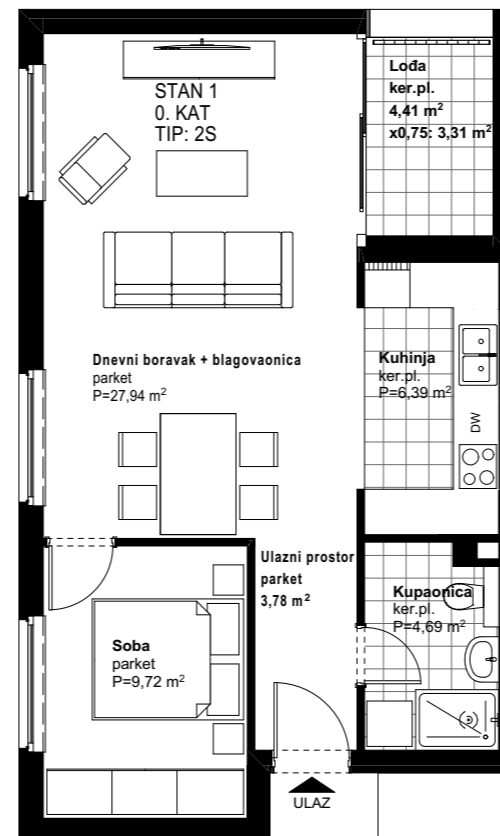 STAN 1
0. KAT
TIP: 2S
Lođa
ker.pl.
4,41 m²
x0,75: 3,31 m²
Dnevni boravak + blagovaonica
parket
P=27,94 m²
Kuhinja
ker.pl.
P=6,39 m²
DW
Ulazni prostor
parket
3,78 m²
Kupaonica
ker.pl.
P=4,69 m²
Soba
parket
P=9,72 m²
ULAZ